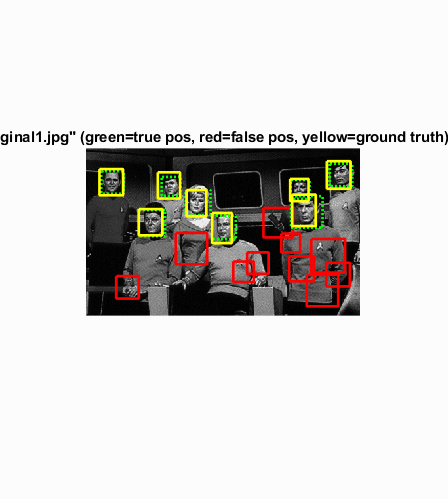 ginal1.jpg" (green=true pos, red=false pos, yellow=ground truth)